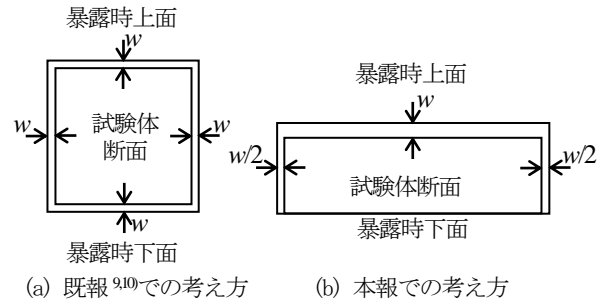 暴露時上面
w
w
試験体
断面
w
w
暴露時下面
(a) 既報9,10)での考え方
暴露時上面
w
w/2
w/2
試験体断面
暴露時下面
(b) 本報での考え方